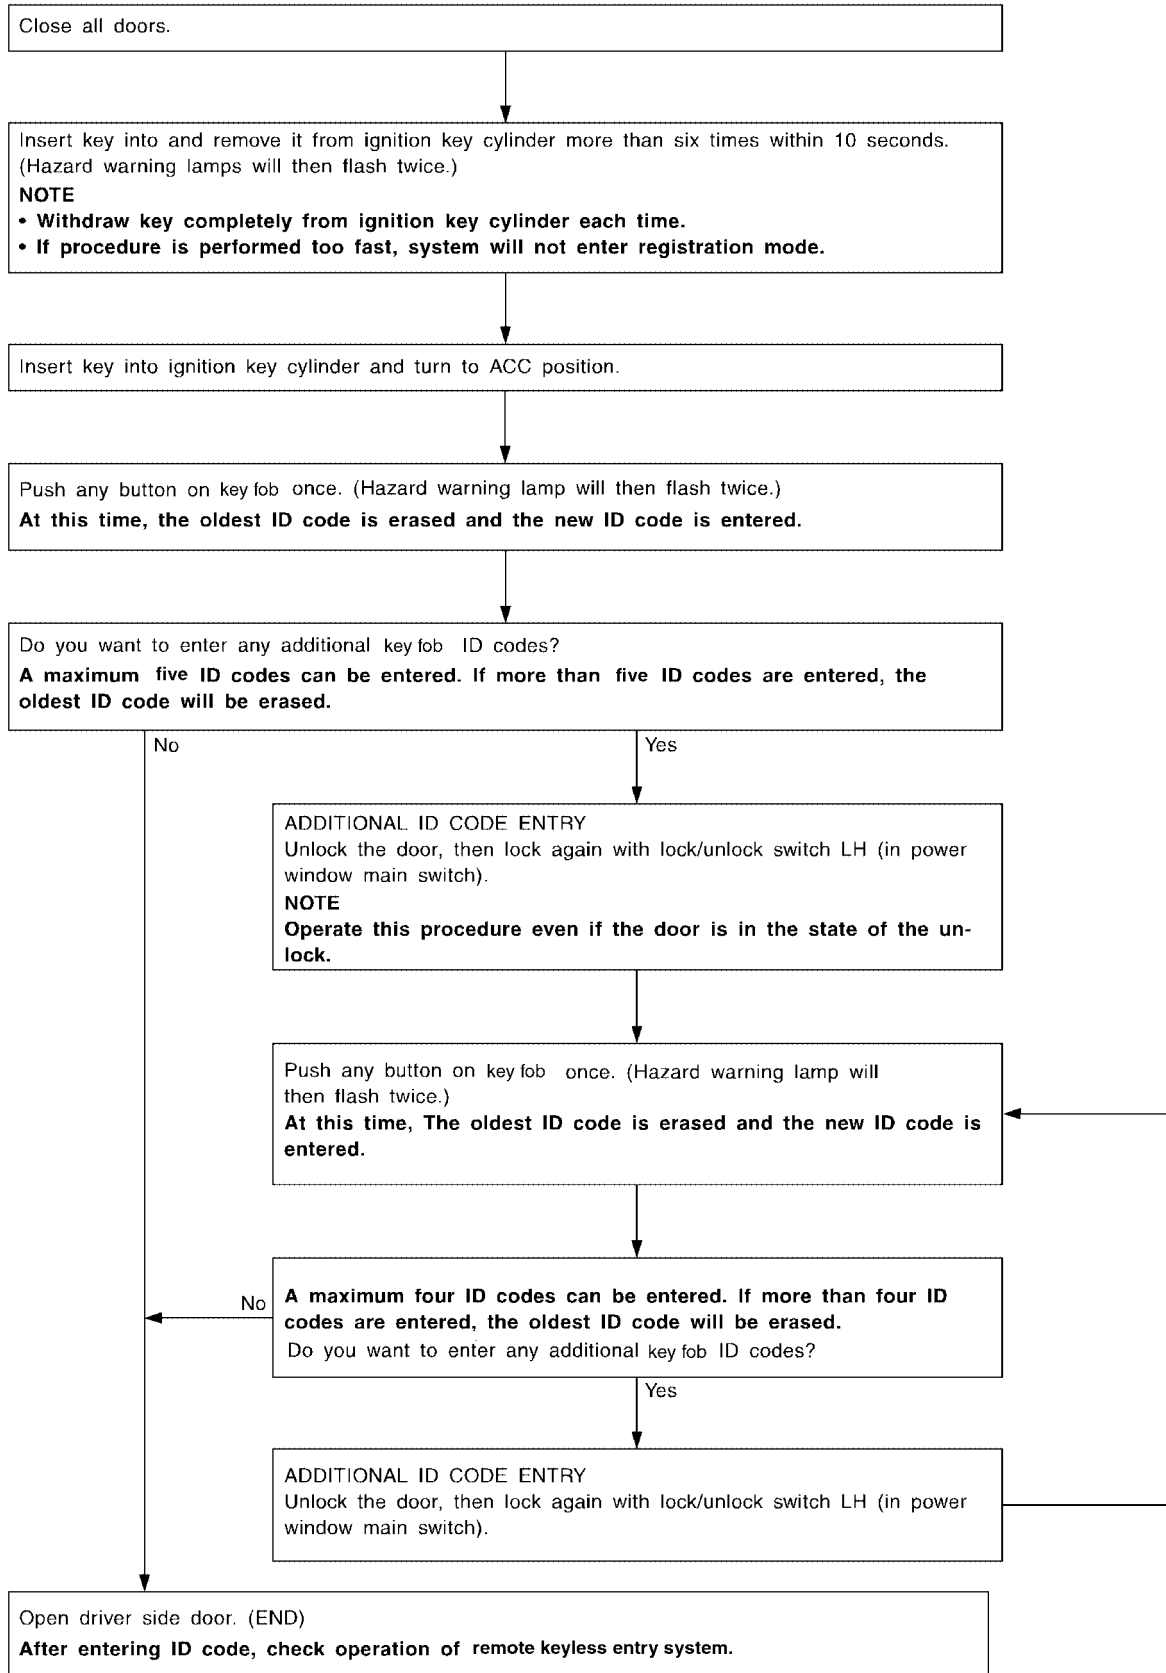 Close all doors.
Insert key into and remove it from ignition key cylinder more than six times within 10 seconds.
(Hazard warning lamps will then flash twice.)
NOTE
• Withdraw key completely from ignition key cylinder each time.
• If procedure is performed too fast, system will not enter registration mode.
Insert key into ignition key cylinder and turn to ACC position.
Push any button on key fob once. (Hazard warning lamp will then flash twice.)
At this time, the oldest ID code is erased and the new ID code is entered.
Do you want to enter any additional key fob ID codes?
A maximum five ID codes can be entered. If more than five ID codes are entered, the
oldest ID code will be erased.
No
Yes
ADDITIONAL ID CODE ENTRY
Unlock the door, then lock again with lock/unlock switch LH (in power
window main switch).
NOTE
Operate this procedure even if the door is in the state of the un-
lock.
Push any button on key fob once. (Hazard warning lamp will
then flash twice.)
At this time, The oldest ID code is erased and the new ID code is
entered.
No
A maximum four ID codes can be entered. If more than four ID
codes are entered, the oldest ID code will be erased.
Do you want to enter any additional key fob ID codes?
Yes
ADDITIONAL ID CODE ENTRY
Unlock the door, then lock again with lock/unlock switch LH (in power
window main switch).
Open driver side door. (END)
After entering ID code, check operation of remote keyless entry system.